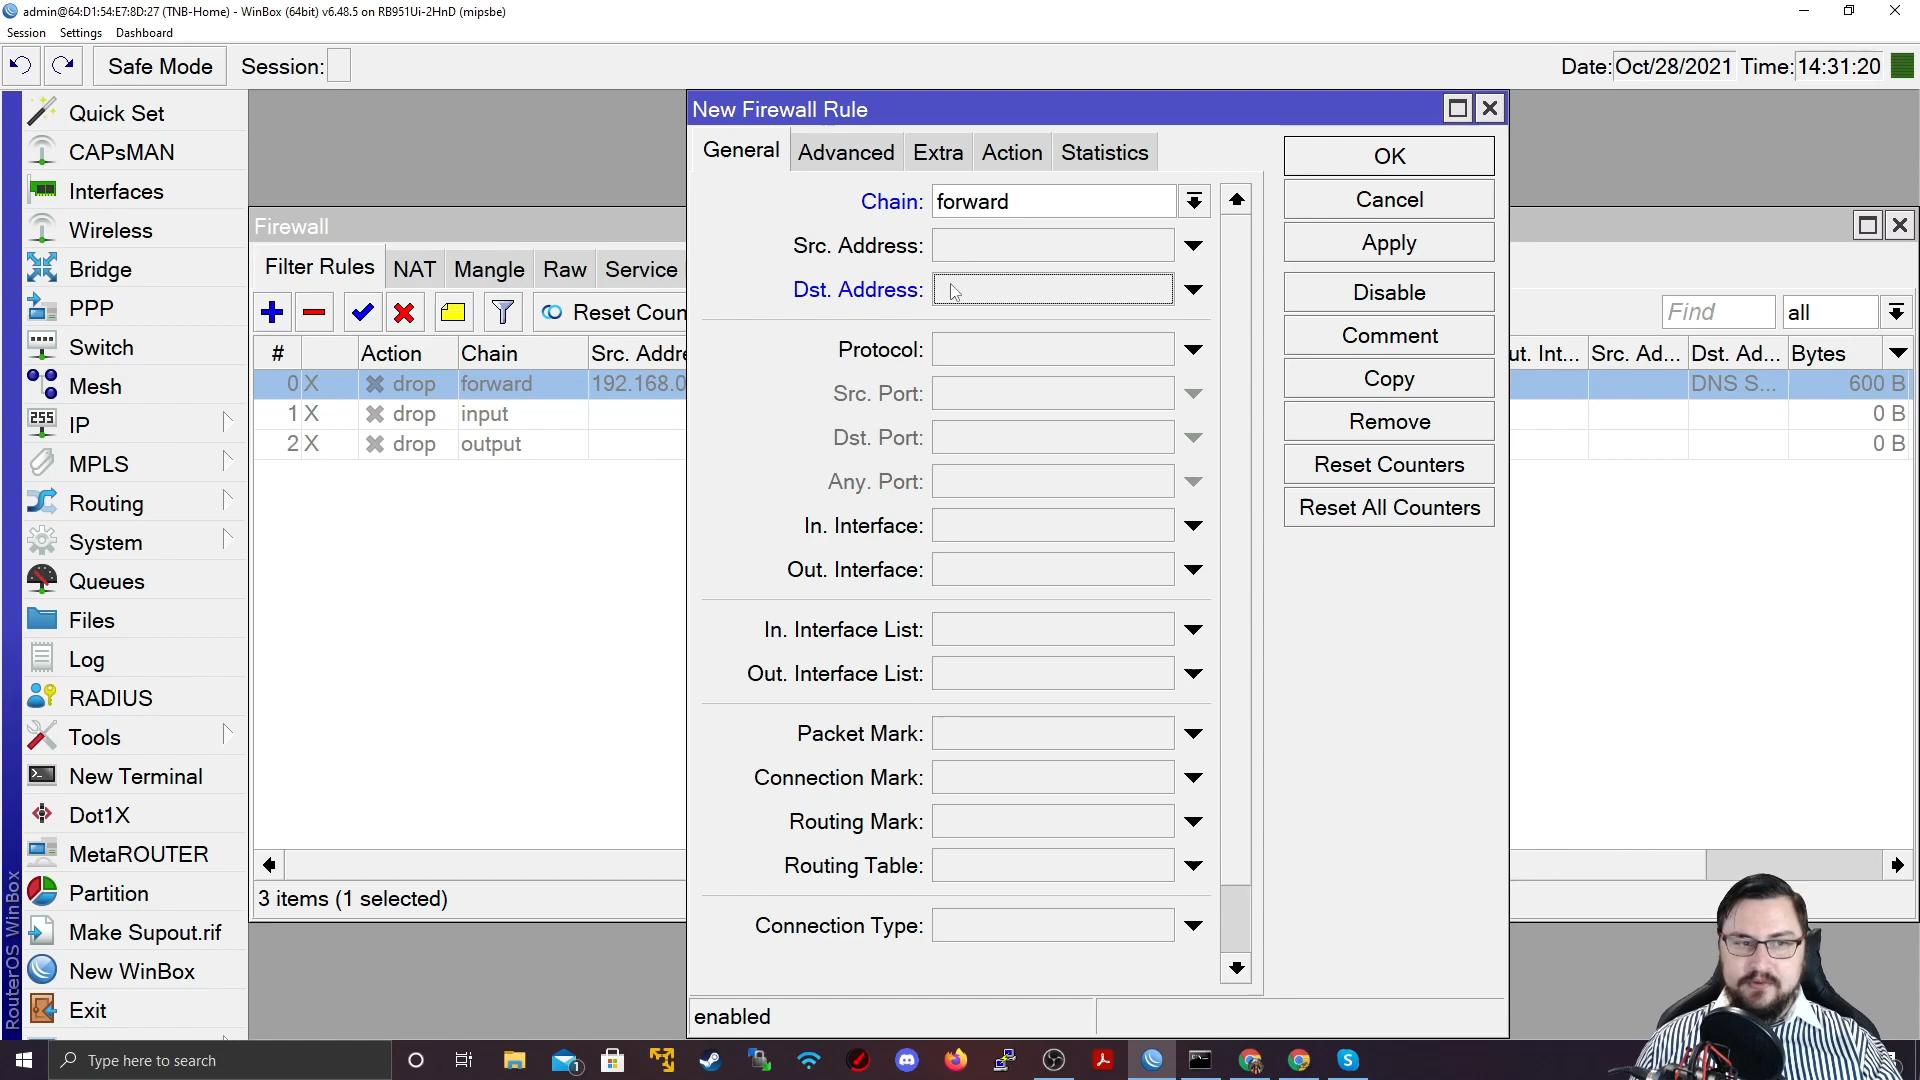 admin@64:D1:54:E7:8D:27 (TNB-Home) - WinBox (64bit) v6.48.5 on RB951Ui-2HnD (mipsbe)
Session Settings Dashboard
Safe Mode Session: Date: Oct/28/2021 Time: 14:31:20
Quick Set
CAPsMAN
Interfaces
Wireless
Bridge
PPP
Switch
Mesh
IP
MPLS
Routing
System
Queues
Files
Log
RADIUS
Tools
New Terminal
Dot1X
MetaROUTER
Partition
Make Supout.rif
New WinBox
Exit
RouterOS WinBox
255
Firewall
Filter Rules NAT Mangle Raw Service
Reset Coun
Find all
# Action Chain Src. Addre
ut. Int... Src. Ad... Dst. Ad... Bytes
0 X drop forward 192.168.0
DNS S... 600 B
1 X drop input
0 B
2 X drop output
0 B
3 items (1 selected)
New Firewall Rule
General Advanced Extra Action Statistics
Chain: forward
Src. Address:
Dst. Address:
Protocol:
Src. Port:
Dst. Port:
Any. Port:
In. Interface:
Out. Interface:
In. Interface List:
Out. Interface List:
Packet Mark:
Connection Mark:
Routing Mark:
Routing Table:
Connection Type:
enabled
OK
Cancel
Apply
Disable
Comment
Copy
Remove
Reset Counters
Reset All Counters
Type here to search
1